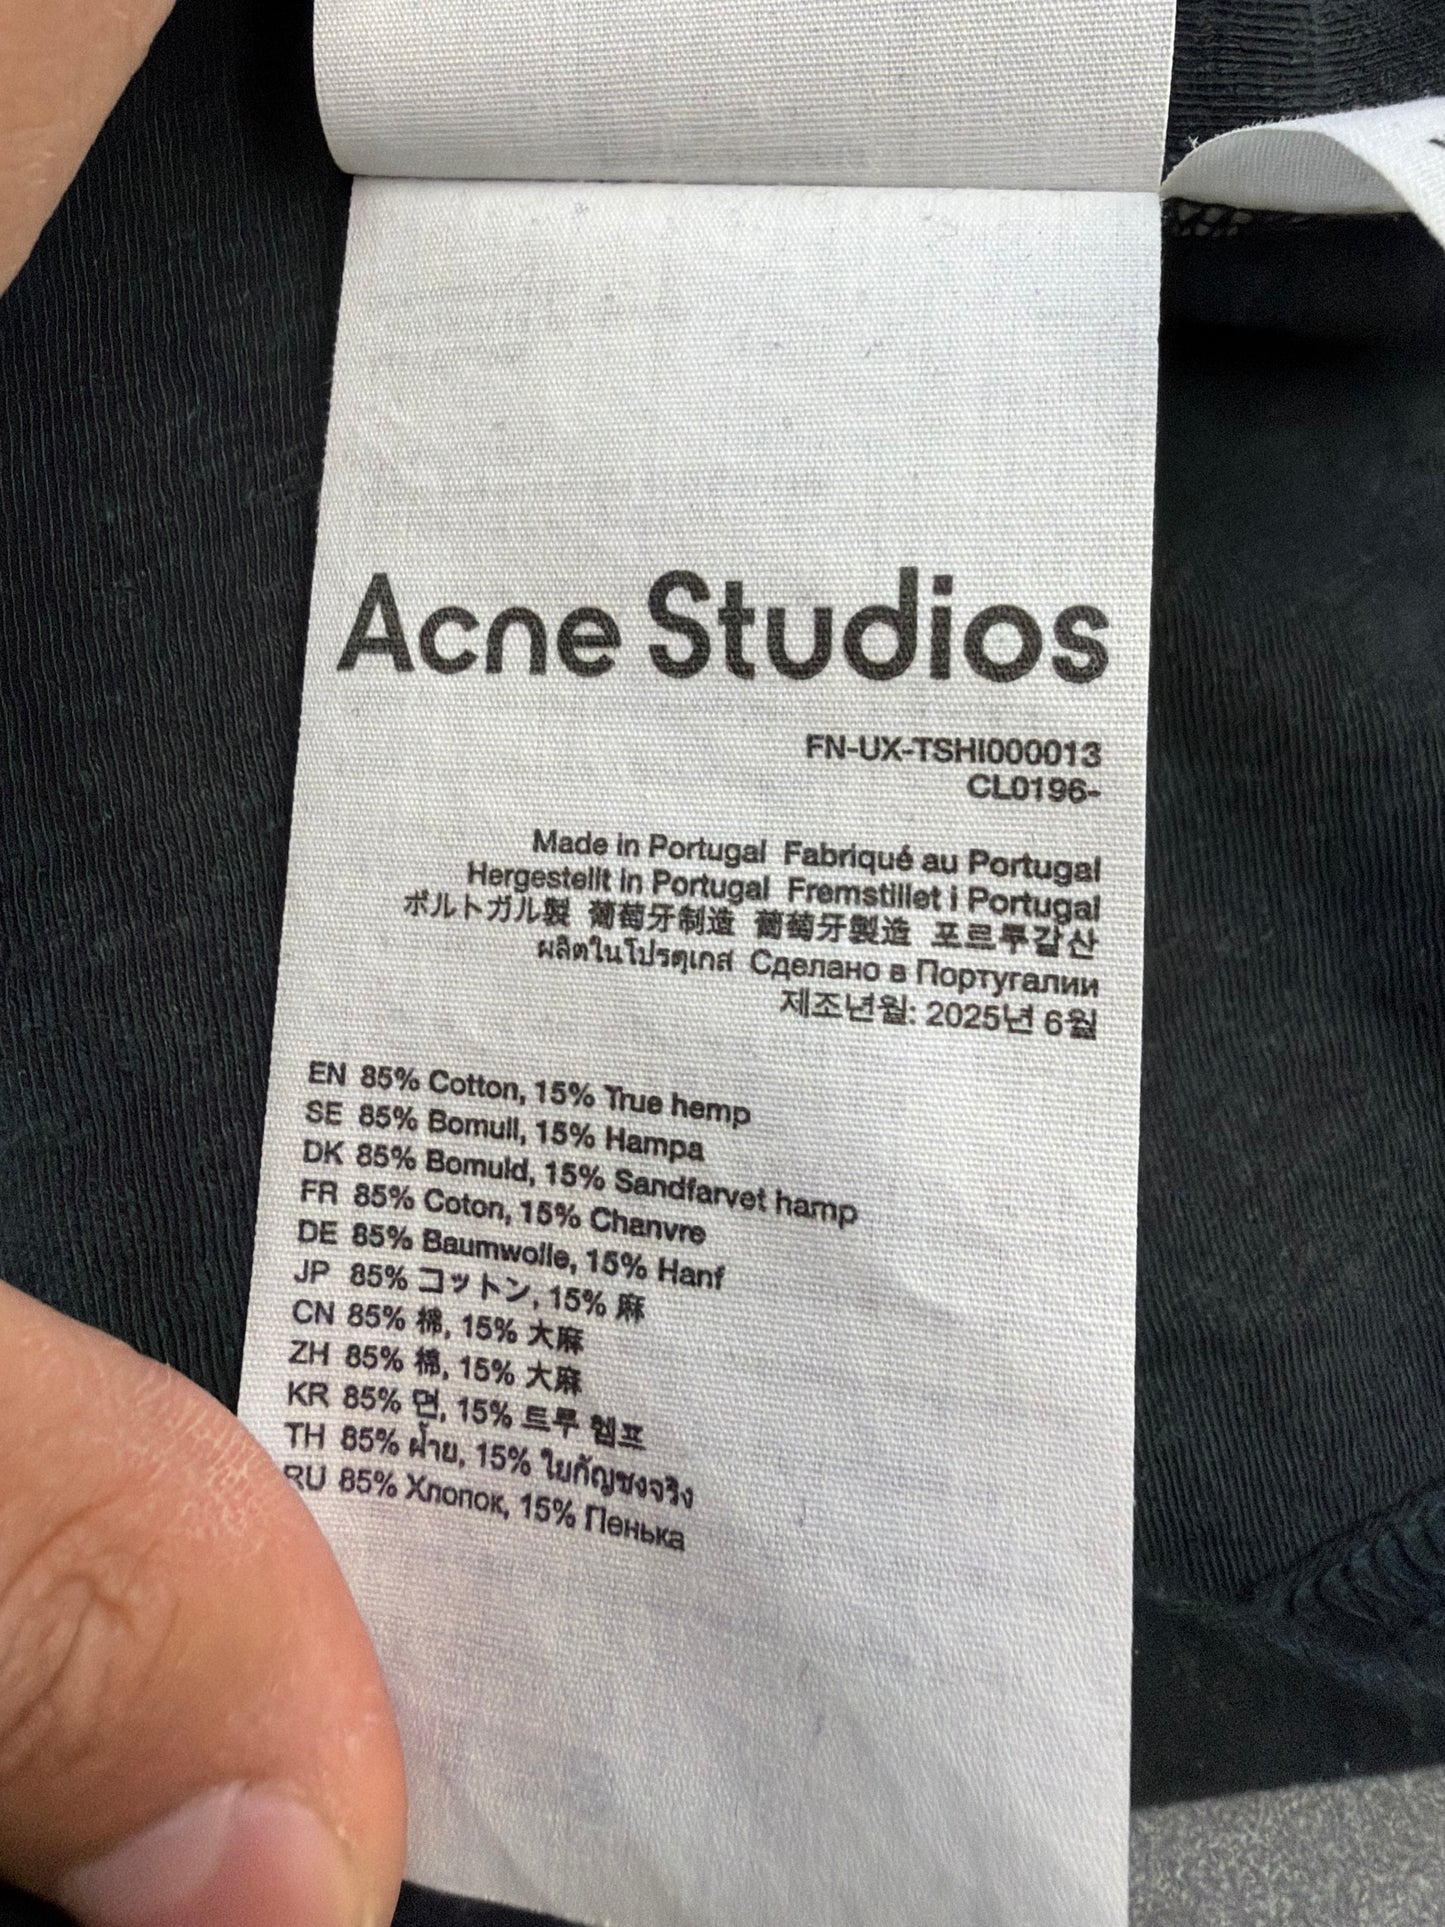 Acne Studios
FN-UX-TSHI000013
CL0196-
Made in Portugal Fabriqué au Portugal
Hergestellt in Portugal Fremstillet i Portugal
ポルトガル製 葡萄牙制造 葡萄牙製造 포르투갈산
ผลิตในโปรตุเกส Сделано в Португалии
제조년월: 2025년 6월
EN 85% Cotton, 15% True hemp
SE 85% Bomull, 15% Hampa
DK 85% Bomuld, 15% Sandfarvet hamp
FR 85% Coton, 15% Chanvre
DE 85% Baumwolle, 15% Hanf
JP 85% コットン, 15% 麻
CN 85% 棉, 15% 大麻
ZH 85% 棉, 15% 大麻
KR 85% 면, 15% 트루 헴프
TH 85% ฝ้าย, 15% ใยกัญชงจริง
RU 85% Хлопок, 15% Пенька